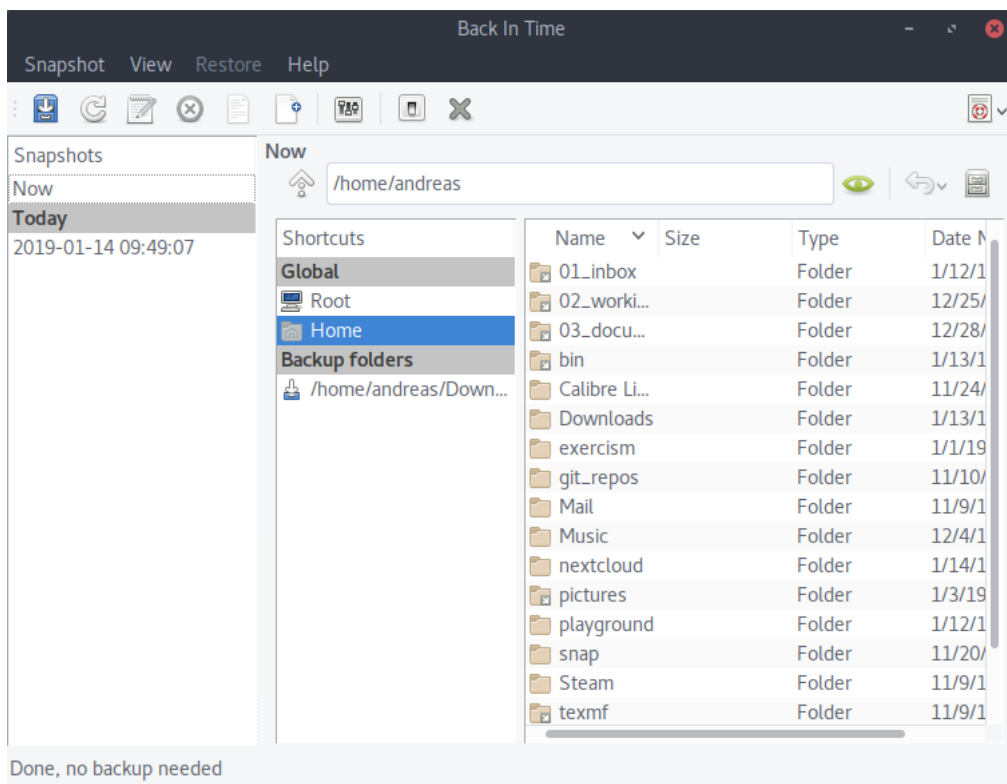 Back In Time
Snapshot View Restore Help
Snapshots
Now
Today
2019-01-14 09:49:07
Now
/home/andreas
Shortcuts
Global
Root
Home
Backup folders
/home/andreas/Down...
Name Size Type Date M
01_inbox Folder 1/12/1
02_worki... Folder 12/25/
03_docu... Folder 12/28/
bin Folder 1/13/1
Calibre Li... Folder 11/24/
Downloads Folder 1/13/1
exercism Folder 1/1/19
git_repos Folder 11/10/
Mail Folder 11/9/1
Music Folder 12/4/1
nextcloud Folder 1/14/1
pictures Folder 1/3/19
playground Folder 1/12/1
snap Folder 11/20/
Steam Folder 11/9/1
texmf Folder 11/9/1
Done, no backup needed